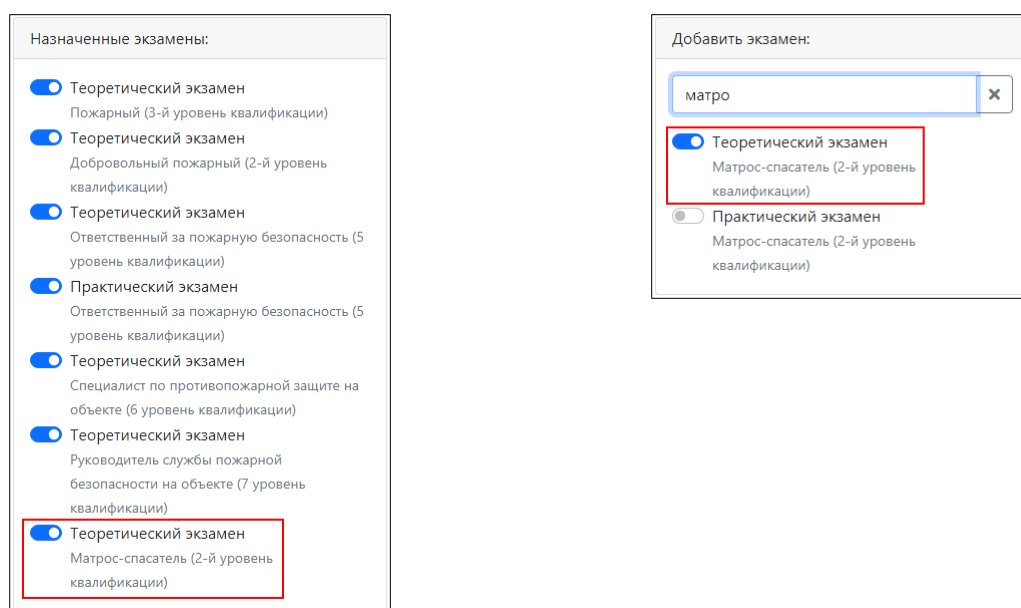 Назначенные экзамены:
Теоретический экзамен
Пожарный (3-й уровень квалификации)
Теоретический экзамен
Добровольный пожарный (2-й уровень
квалификации)
Теоретический экзамен
Ответственный за пожарную безопасность (5
уровень квалификации)
Практический экзамен
Ответственный за пожарную безопасность (5
уровень квалификации)
Теоретический экзамен
Специалист по противопожарной защите на
объекте (6 уровень квалификации)
Теоретический экзамен
Руководитель службы пожарной
безопасности на объекте (7 уровень
квалификации)
Теоретический экзамен
Матрос-спасатель (2-й уровень
квалификации)
Добавить экзамен:
матро
Теоретический экзамен
Матрос-спасатель (2-й уровень
квалификации)
Практический экзамен
Матрос-спасатель (2-й уровень
квалификации)